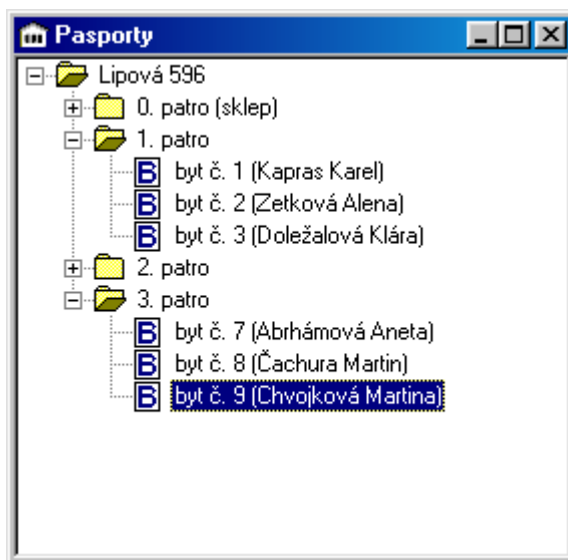 Pasporty
Lipová 596
0. patro (sklep)
1. patro
B byt č. 1 (Kapras Karel)
B byt č. 2 (Zetková Alena)
B byt č. 3 (Doležalová Klára)
2. patro
3. patro
B byt č. 7 (Abrhámová Aneta)
B byt č. 8 (Čachura Martin)
B byt č. 9 (Chvojková Martina)